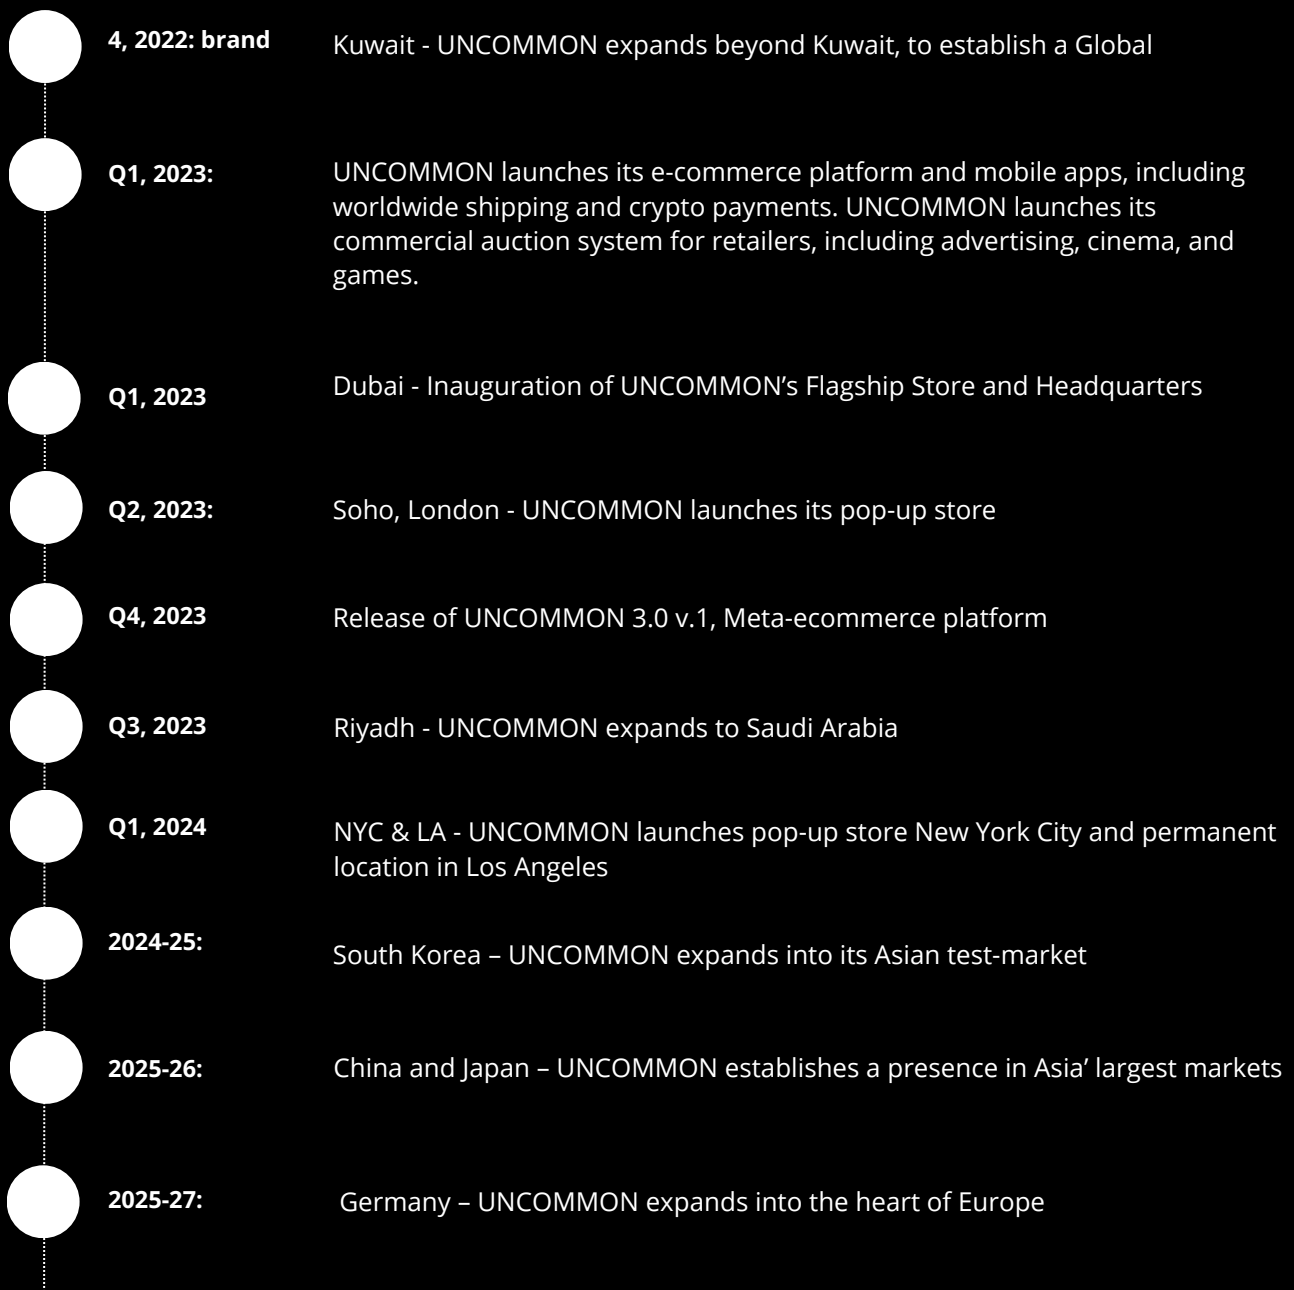 4, 2022: brand
Kuwait - UNCOMMON expands beyond Kuwait, to establish a Global
Q1, 2023:
UNCOMMON launches its e-commerce platform and mobile apps, including
worldwide shipping and crypto payments. UNCOMMON launches its
commercial auction system for retailers, including advertising, cinema, and
games.
Q1, 2023
Dubai - Inauguration of UNCOMMON’s Flagship Store and Headquarters
Q2, 2023:
Soho, London - UNCOMMON launches its pop-up store
Q4, 2023
Release of UNCOMMON 3.0 v.1, Meta-ecommerce platform
Q3, 2023
Riyadh - UNCOMMON expands to Saudi Arabia
Q1, 2024
NYC & LA - UNCOMMON launches pop-up store New York City and permanent
location in Los Angeles
2024-25:
South Korea – UNCOMMON expands into its Asian test-market
2025-26:
China and Japan – UNCOMMON establishes a presence in Asia’ largest markets
2025-27:
Germany – UNCOMMON expands into the heart of Europe